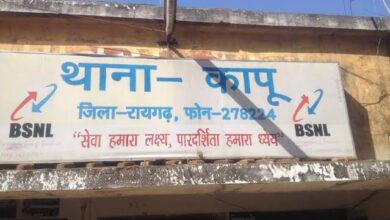 थाना- कापू
जिला-रायगढ़, फोन-278224
BSNL
BSNL
"सेवा हमारा लक्ष्य, पारदर्शिता हमारा ध्येय"